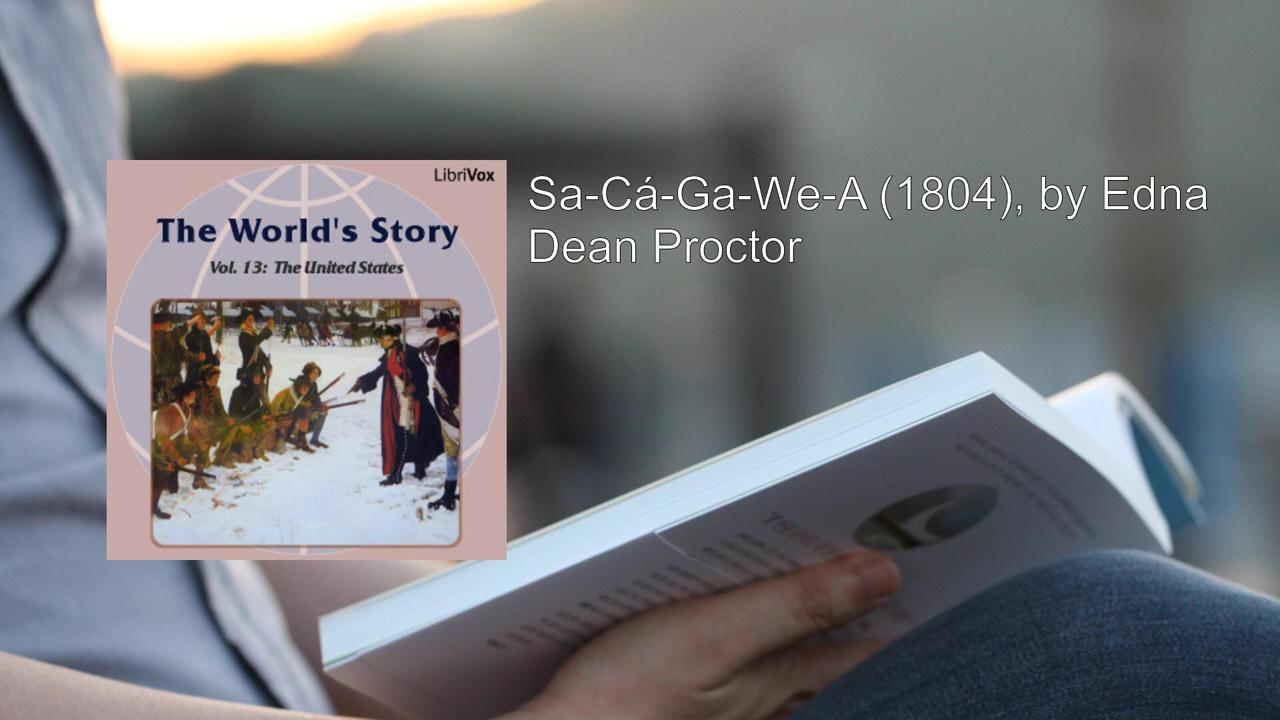 LibriVox
The World's Story
Vol. 13: The United States
Sa-Cá-Ga-We-A (1804), by Edna
Dean Proctor